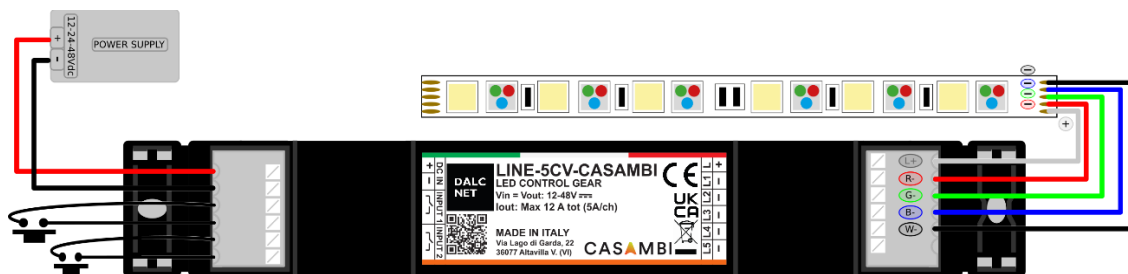 12-24-48Vdc
+
-
POWER SUPPLY
-
-
-
-
+
+
-
DC IN
INPUT 1
INPUT 2
DALC
NET
LINE-5CV-CASAMBI
LED CONTROL GEAR
Vin = Vout: 12-48V
Iout: Max 12 A tot (5A/ch)
MADE IN ITALY
Via Lago di Garda, 22
36077 Altavilla V. (VI)
CASAMBI
CE
UK
CA
L +
L1 -
L2 -
L3 -
L4 -
L5 -
L+
R-
G-
B-
W-